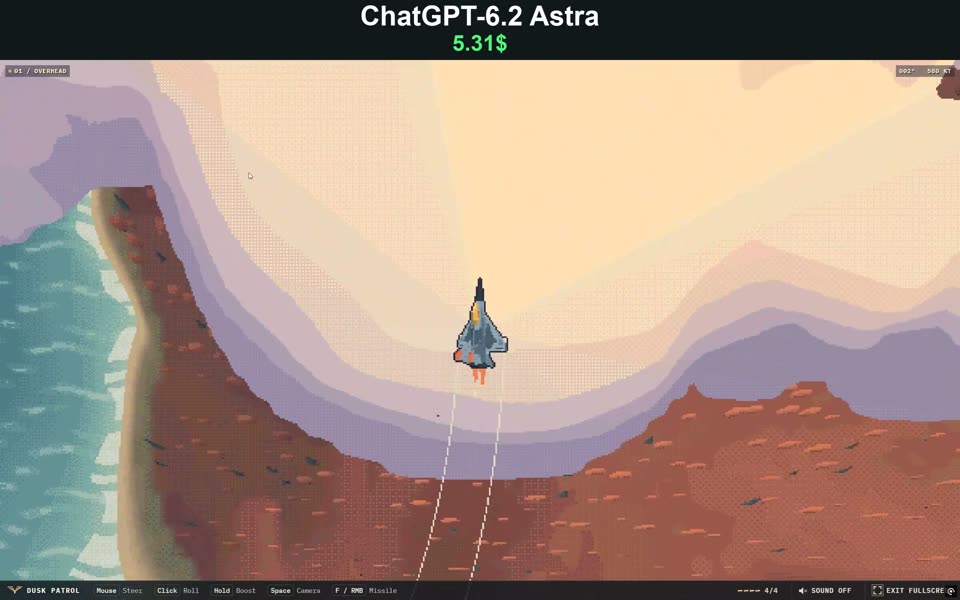 ChatGPT-6.2 Astra
5.31$
01 / OVERHEAD
002° 580 KT
DUSK PATROL Mouse Steer Click Roll Hold Boost Space Camera F / RMB Missile 4/4 SOUND OFF EXIT FULLSCRE